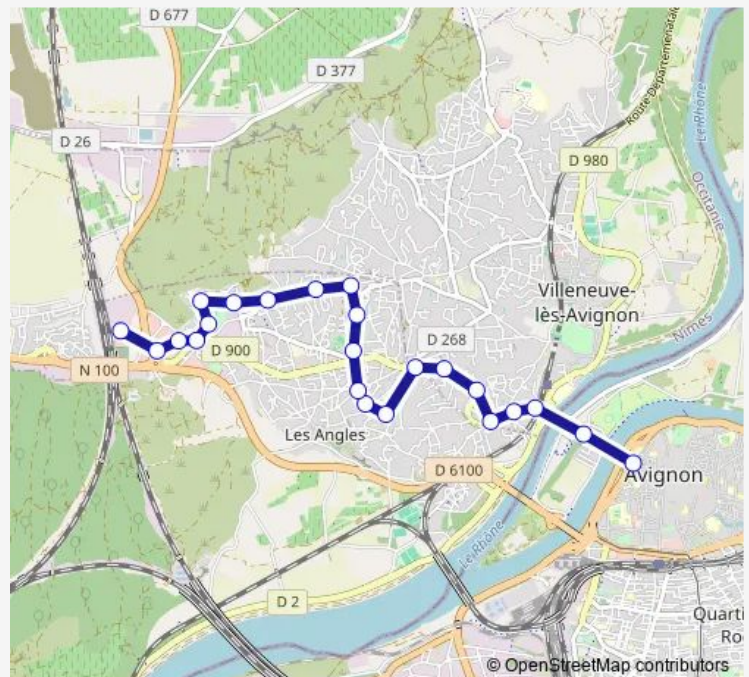 D 677
D 377
Route Départementale
Le Rhône
D 26
D 980
Occitanie
Villeneuve-
lès-Avignon
Nîmes
D 268
D 900
N 100
Les Angles
D 6100
Avignon
Le Rhône
D 2
Quarti
Ro
© OpenStreetMap contributors